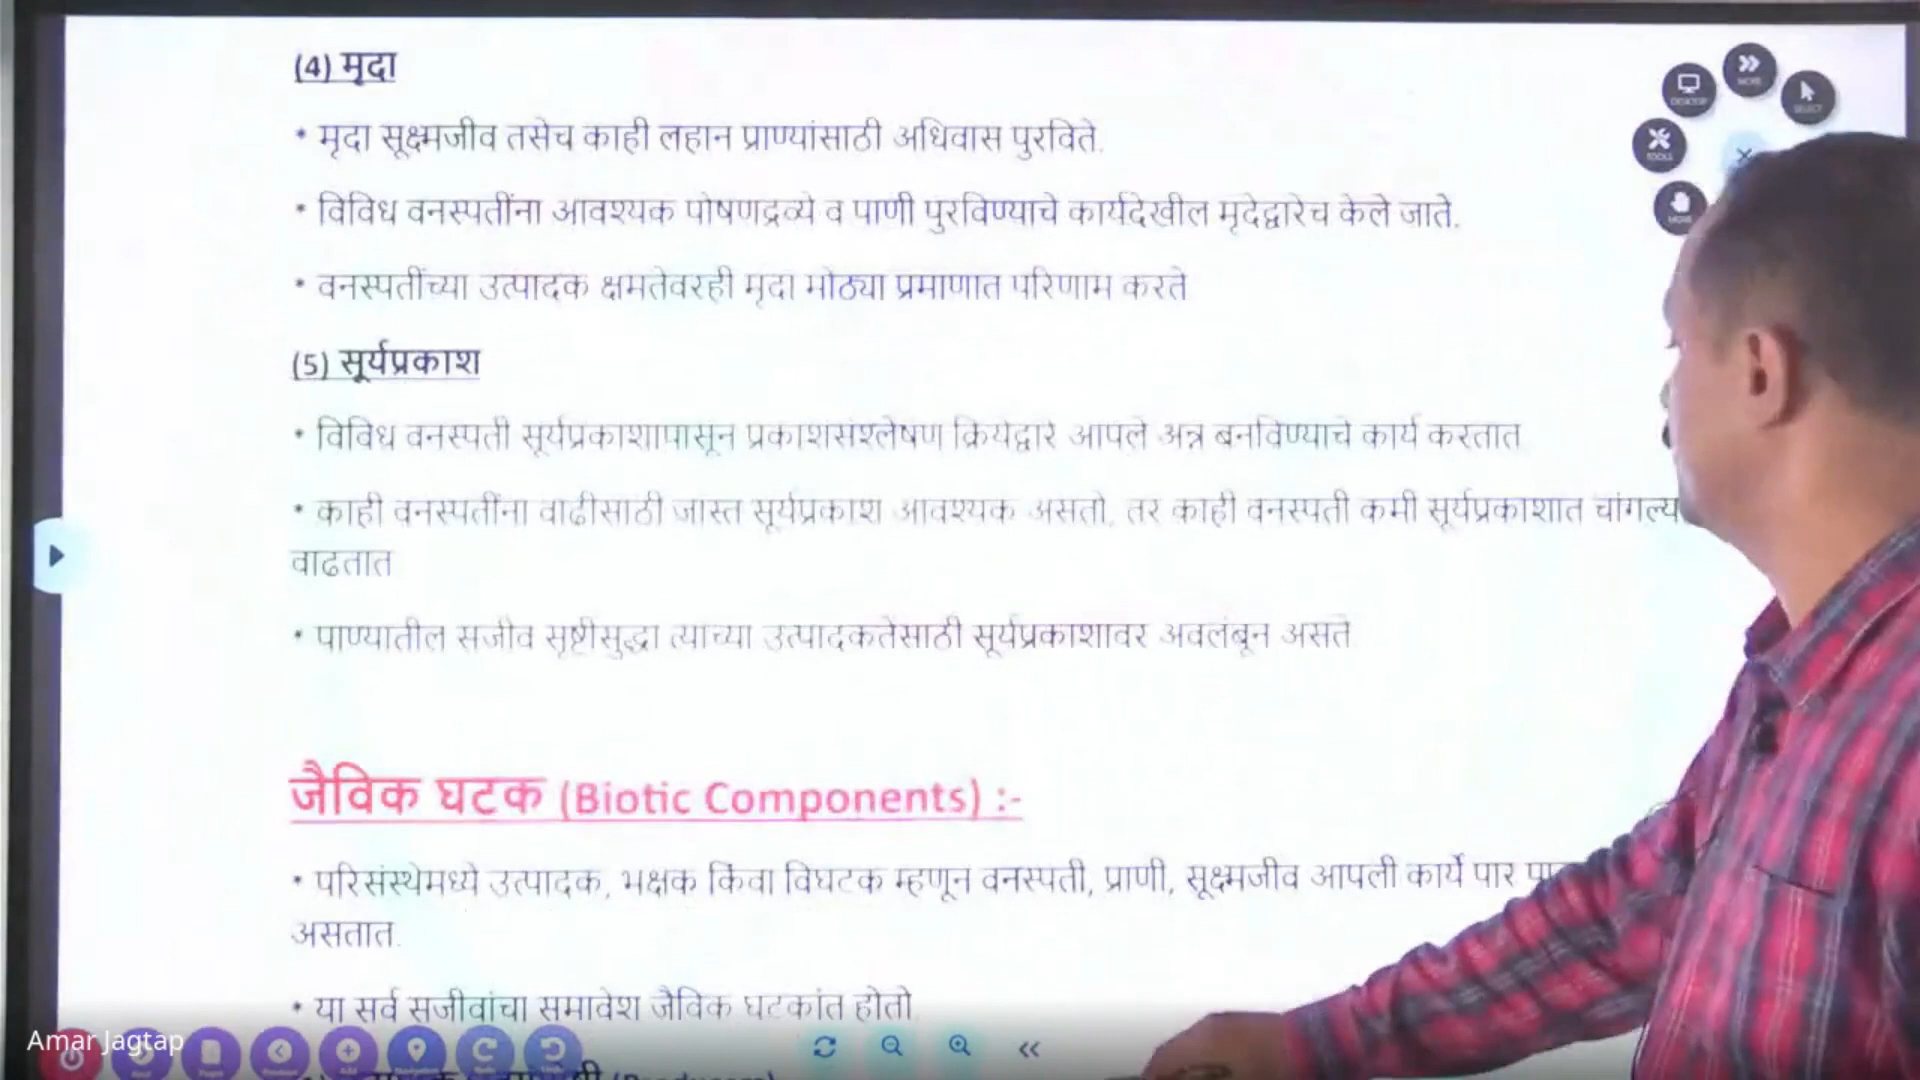 (4) मृदा
• मृदा सूक्ष्मजीव तसेच काही लहान प्राण्यांसाठी अधिवास पुरविते.
• विविध वनस्पतींना आवश्यक पोषणद्रव्ये व पाणी पुरविण्याचे कार्यदेखील मृदेद्वारेच केले जाते.
• वनस्पतींच्या उत्पादक क्षमतेवरही मृदा मोठ्या प्रमाणात परिणाम करते
(5) सूर्यप्रकाश
• विविध वनस्पती सूर्यप्रकाशापासून प्रकाशसंश्लेषण क्रियेद्वारे आपले अन्न बनविण्याचे कार्य करतात
• काही वनस्पतींना वाढीसाठी जास्त सूर्यप्रकाश आवश्यक असतो, तर काही वनस्पती कमी सूर्यप्रकाशात
वाढतात
• पाण्यातील सजीव सृष्टीसुद्धा त्याच्या उत्पादकतेसाठी सूर्यप्रकाशावर अवलंबून असते
जैविक घटक (Biotic Components) :-
• परिसंस्थेमध्ये उत्पादक, भक्षक किंवा विघटक म्हणून वनस्पती, प्राणी, सूक्ष्मजीव आपली कार्ये पार
असतात.
• या सर्व सजीवांचा समावेश जैविक घटकांत होतो
Amar Jagtap
DESKTOP
MORE
SELECT
TOOLS